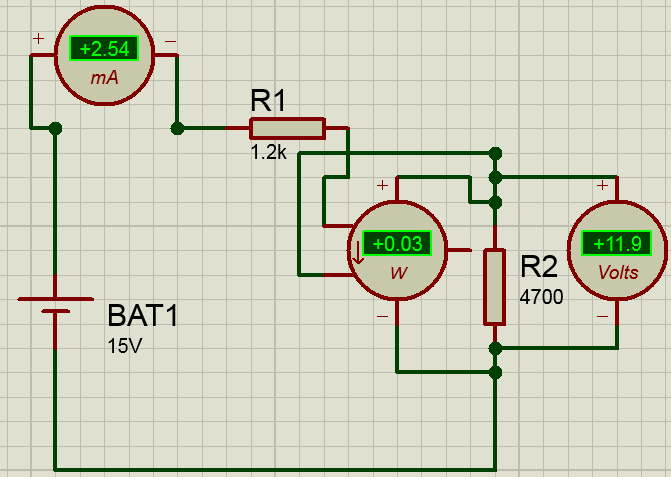 + −
+2.54
mA
R1
1.2k
+
+0.03
W
−
+
+11.9
Volts
−
R2
4700
BAT1
15V